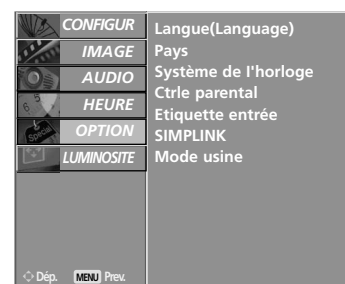 CONFIGUR
IMAGE
AUDIO
HEURE
OPTION
LUMINOSITE
Langue(Language)
Pays
Système de l'horloge
Ctrle parental
Etiquette entrée
SIMPLINK
Mode usine
Special
Dép. MENU Prev.